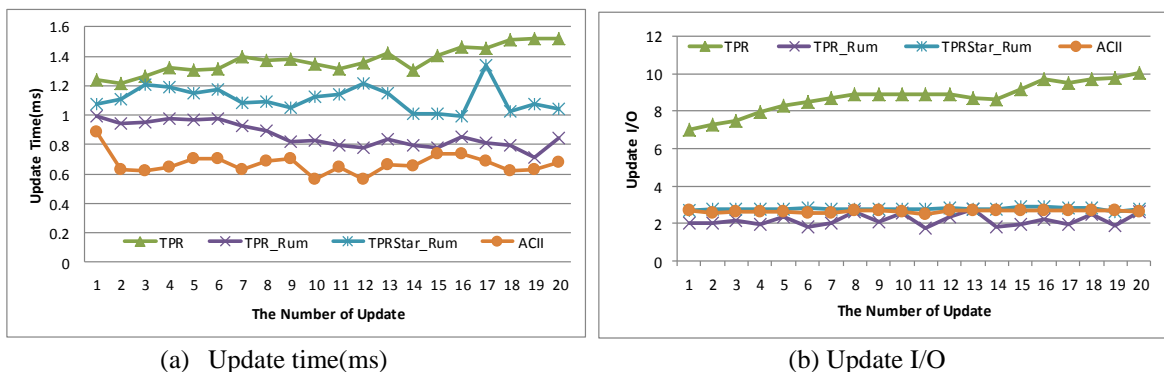 1.6
1.4
1.2
1
0.8
0.6
0.4
0.2
0
Update Time(ms)
TPR TPR_Rum TPRStar_Rum ACII
1 2 3 4 5 6 7 8 9 10 11 12 13 14 15 16 17 18 19 20
The Number of Update
(a) Update time(ms)
TPR TPR_Rum TPRStar_Rum ACII
12
10
8
6
4
2
0
Update I/O
1 2 3 4 5 6 7 8 9 10 11 12 13 14 15 16 17 18 19 20
The Number of Update
(b) Update I/O